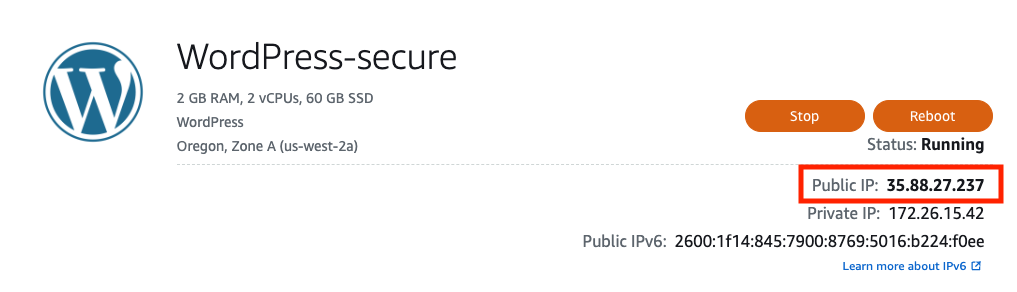 WordPress-secure
2 GB RAM, 2 vCPUs, 60 GB SSD
WordPress
Oregon, Zone A (us-west-2a)
Stop
Reboot
Status: Running
Public IP: 35.88.27.237
Private IP: 172.26.15.42
Public IPv6: 2600:1f14:845:7900:8769:5016:b224:f0ee
Learn more about IPv6